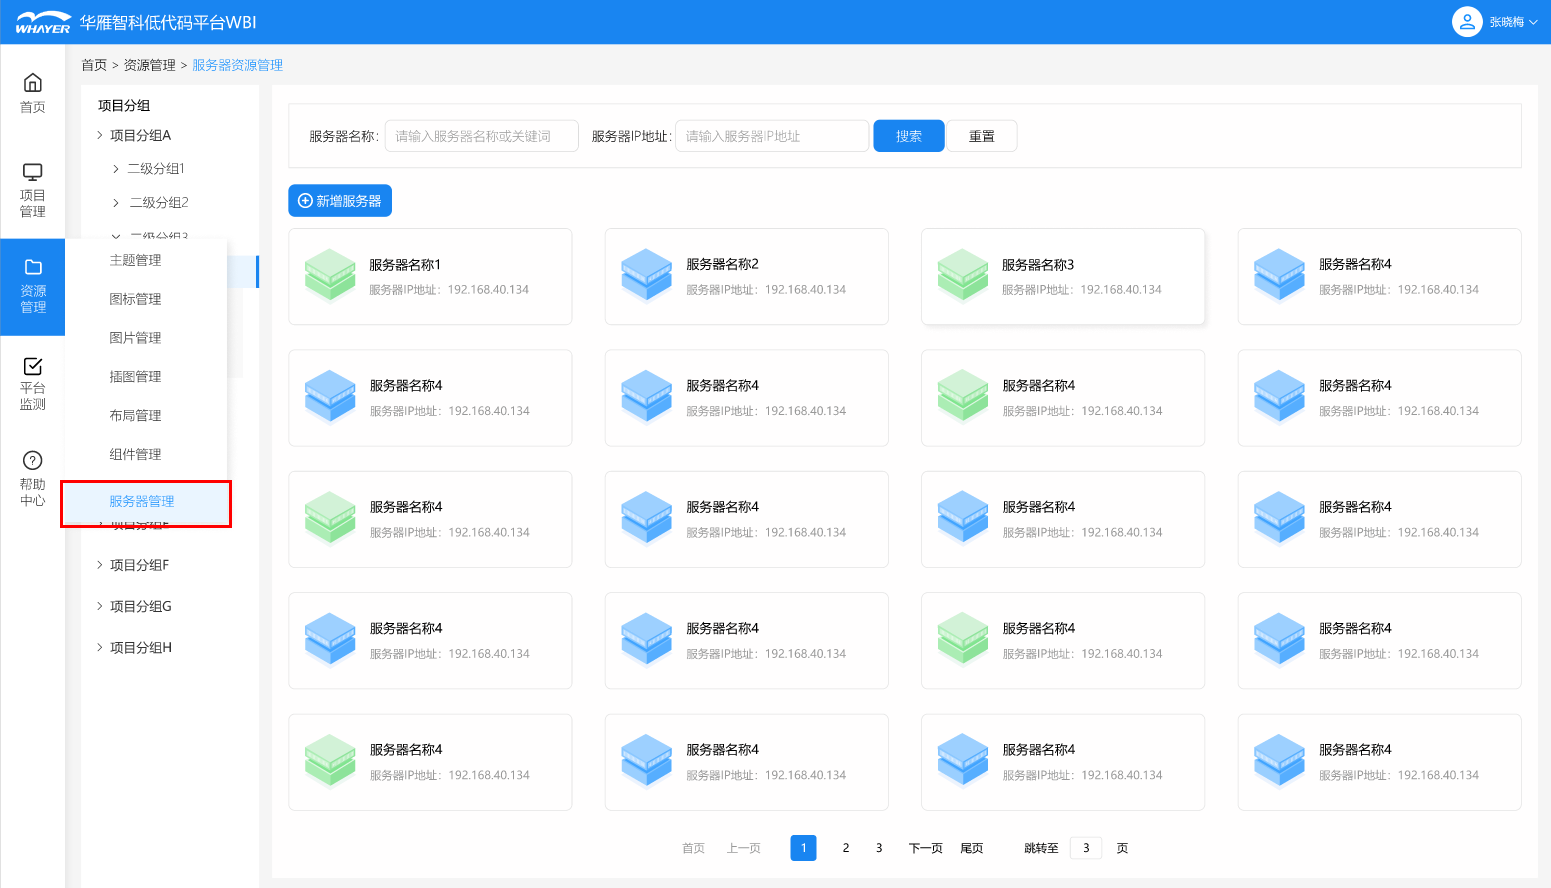 WHAYER 华雁智科低代码平台WBI
张晓梅
首页
项目
管理
资源
管理
平台
监测
帮助
中心
首页 > 资源管理 > 服务器资源管理
项目分组
项目分组A
二级分组1
二级分组2
二级分组3
主题管理
图标管理
图片管理
插图管理
布局管理
组件管理
服务器管理
项目分组F
项目分组G
项目分组H
服务器名称: 请输入服务器名称或关键词 服务器IP地址: 请输入服务器IP地址 搜索 重置
新增服务器
服务器名称1 服务器名称2 服务器名称3 服务器名称4
服务器IP地址: 192.168.40.134 服务器IP地址: 192.168.40.134 服务器IP地址: 192.168.40.134 服务器IP地址: 192.168.40.134
服务器名称4 服务器名称4 服务器名称4 服务器名称4
服务器IP地址: 192.168.40.134 服务器IP地址: 192.168.40.134 服务器IP地址: 192.168.40.134 服务器IP地址: 192.168.40.134
服务器名称4 服务器名称4 服务器名称4 服务器名称4
服务器IP地址: 192.168.40.134 服务器IP地址: 192.168.40.134 服务器IP地址: 192.168.40.134 服务器IP地址: 192.168.40.134
服务器名称4 服务器名称4 服务器名称4 服务器名称4
服务器IP地址: 192.168.40.134 服务器IP地址: 192.168.40.134 服务器IP地址: 192.168.40.134 服务器IP地址: 192.168.40.134
服务器名称4 服务器名称4 服务器名称4 服务器名称4
服务器IP地址: 192.168.40.134 服务器IP地址: 192.168.40.134 服务器IP地址: 192.168.40.134 服务器IP地址: 192.168.40.134
首页 上一页 1 2 3 下一页 尾页 跳转至 3 页